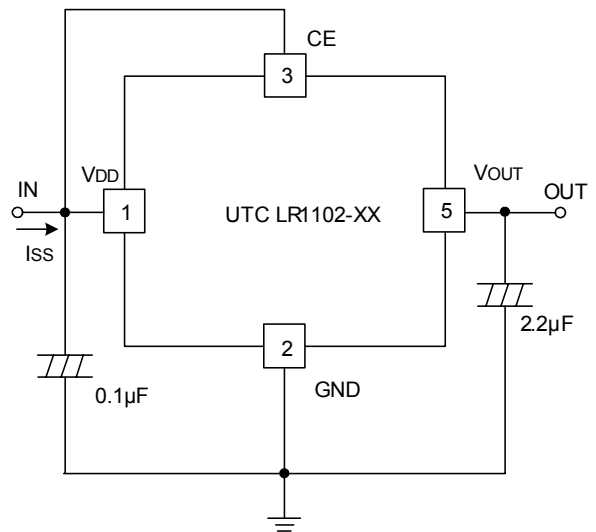 CE
3
VDD
VOUT
IN
1
UTC LR1102-XX
5
OUT
ISS
2.2µF
2
0.1µF
GND